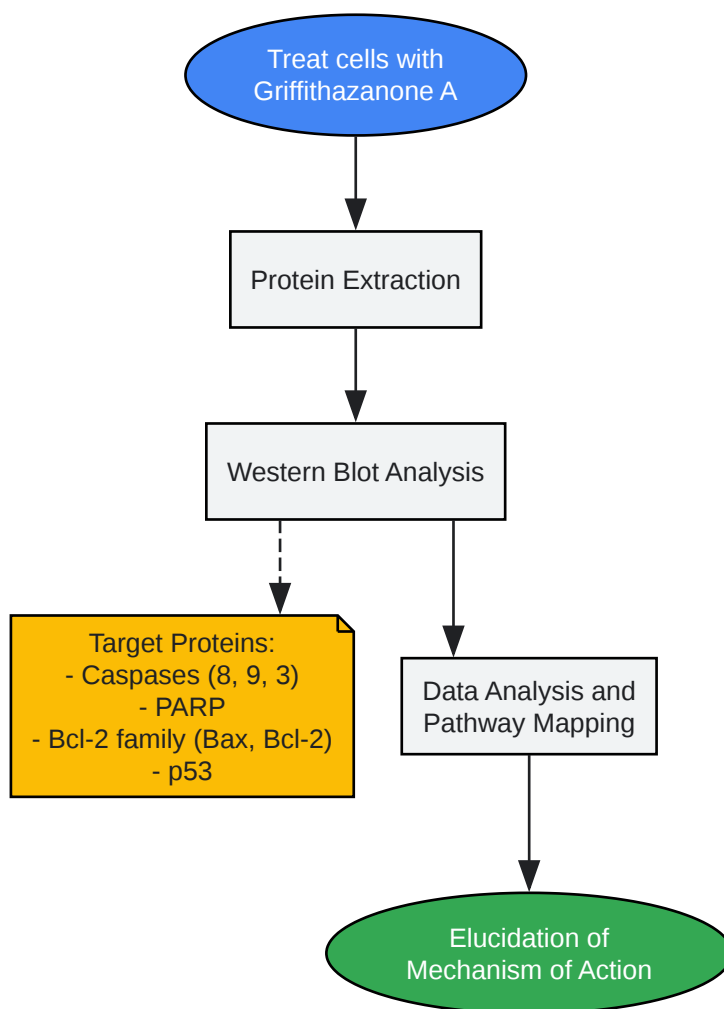 Treat cells with
Griffithazanone A
Protein Extraction
Western Blot Analysis
Target Proteins:
- Caspases (8, 9, 3)
- PARP
- Bcl-2 family (Bax, Bcl-2)
- p53
Data Analysis and
Pathway Mapping
Elucidation of
Mechanism of Action